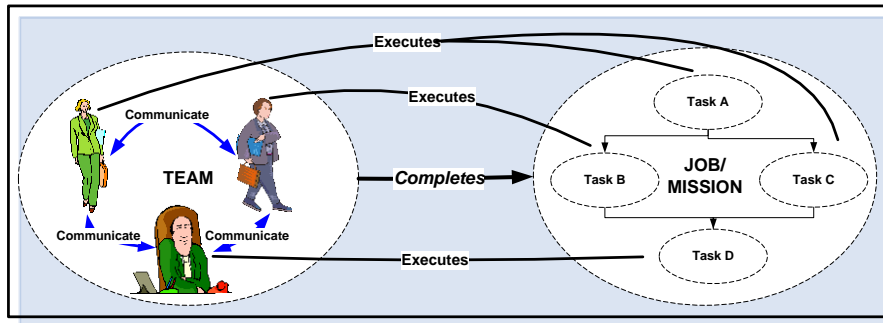 Executes
Communicate
Executes
Task A
TEAM
Completes
JOB/
MISSION
Task B
Task C
Communicate
Communicate
Executes
Task D